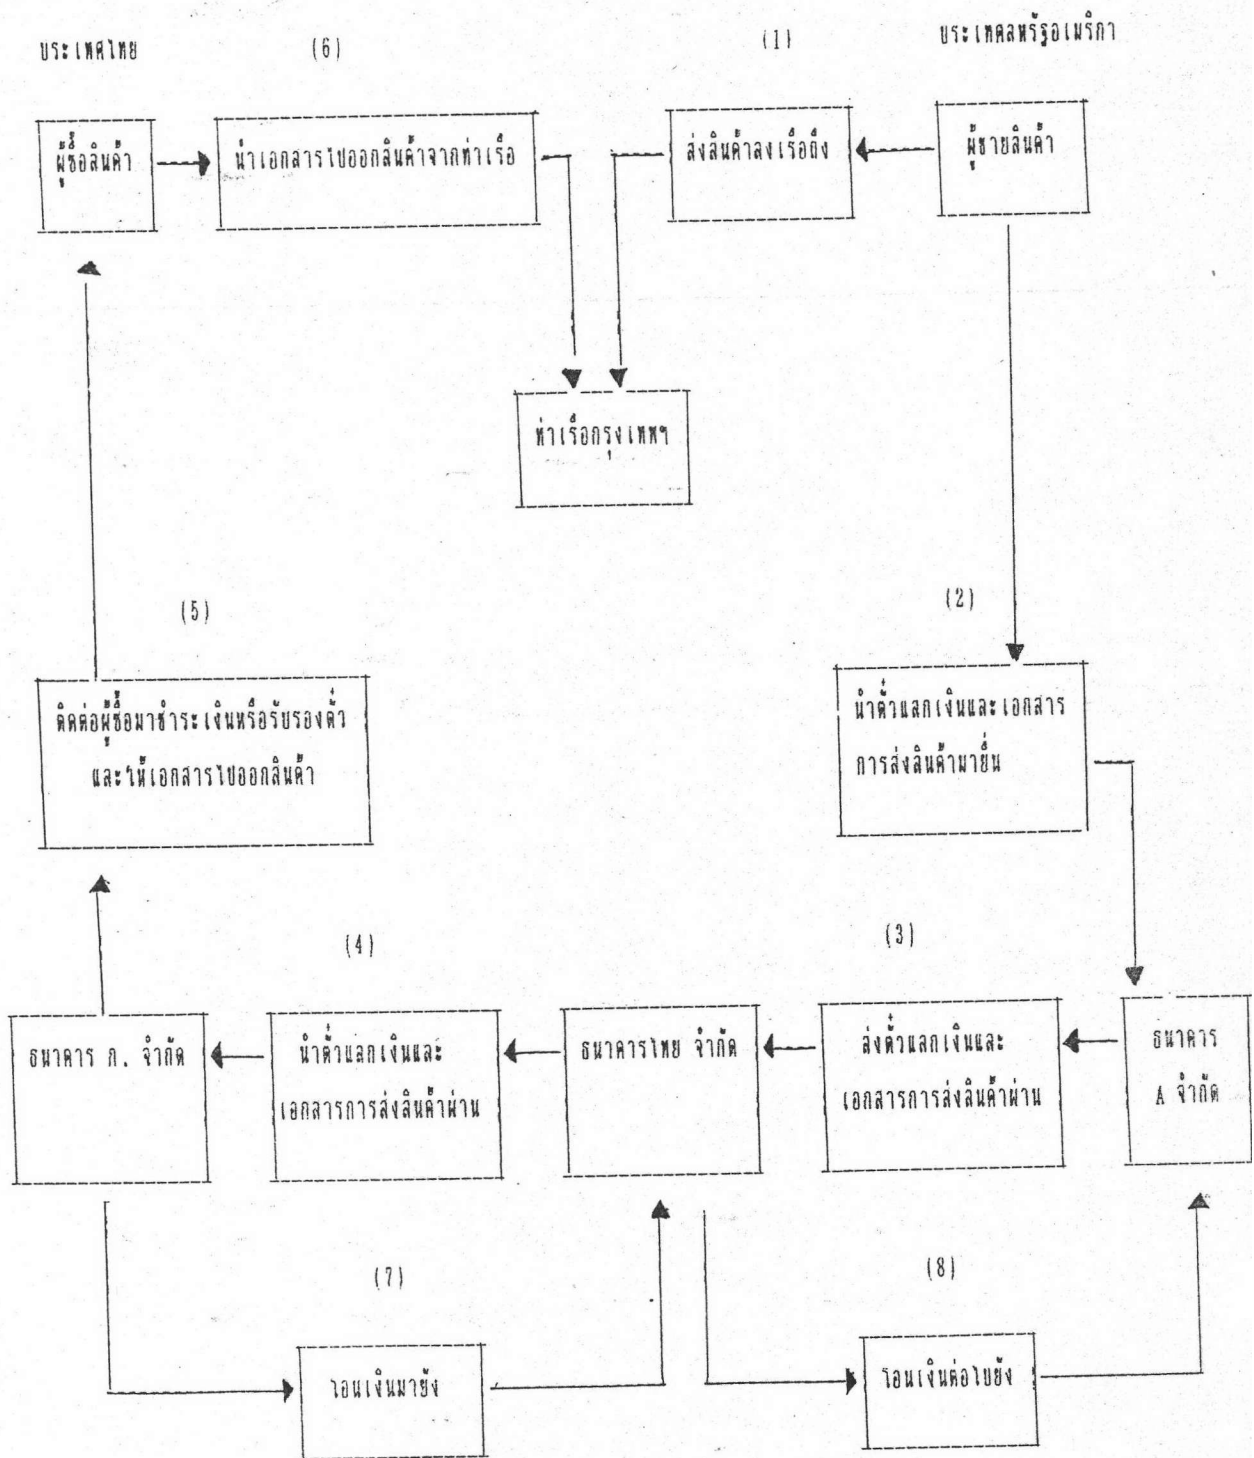 ประเทศไทย
(6)
(1)
ประเทศสหรัฐอเมริกา
ผู้ซื้อสินค้า
นำเอกสารไปออกสินค้าจากท่าเรือ
ส่งสินค้าลงเรือถึง
ผู้ขายสินค้า
ท่าเรือกรุงเทพฯ
(5)
(2)
ติดต่อผู้ซื้อมาชำระเงินหรือรับรองตั๋ว
และให้เอกสารไปออกสินค้า
นำตั๋วแลกเงินและเอกสาร
การส่งสินค้ามายื่น
(4)
(3)
ธนาคาร ก. จำกัด
นำตั๋วแลกเงินและ
เอกสารการส่งสินค้าผ่าน
ธนาคารไทย จำกัด
ส่งตั๋วแลกเงินและ
เอกสารการส่งสินค้าผ่าน
ธนาคาร
A จำกัด
(7)
(8)
โอนเงินมายัง
โอนเงินต่อไปยัง